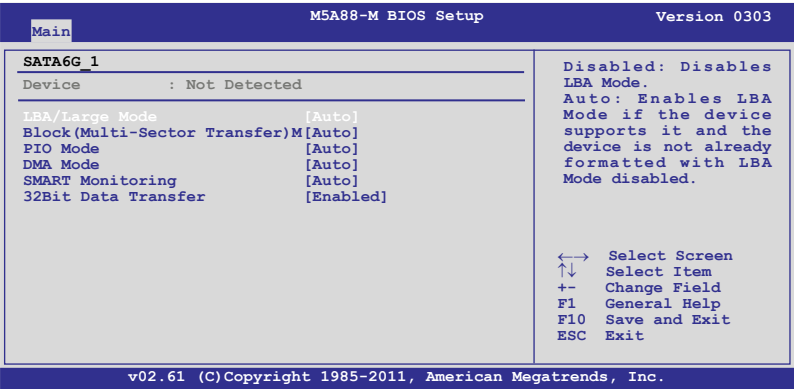 M5A88-M BIOS Setup Version 0303
Main
SATA6G_1
Device : Not Detected
LBA/Large Mode [Auto]
Block(Multi-Sector Transfer)M[Auto]
PIO Mode [Auto]
DMA Mode [Auto]
SMART Monitoring [Auto]
32Bit Data Transfer [Enabled]
Disabled: Disables
LBA Mode.
Auto: Enables LBA
Mode if the device
supports it and the
device is not already
formatted with LBA
Mode disabled.
←→ Select Screen
↑↓ Select Item
+- Change Field
F1 General Help
F10 Save and Exit
ESC Exit
v02.61 (C)Copyright 1985-2011, American Megatrends, Inc.